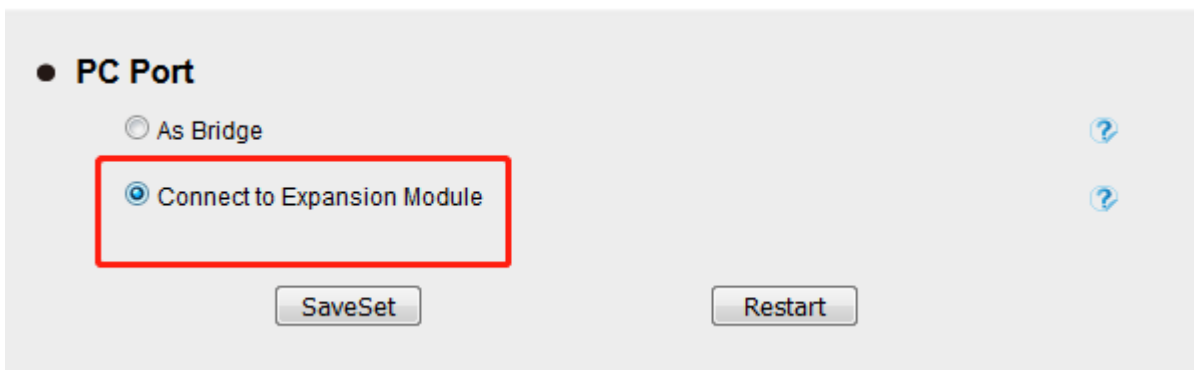 PC Port
As Bridge
Connect to Expansion Module
SaveSet Restart